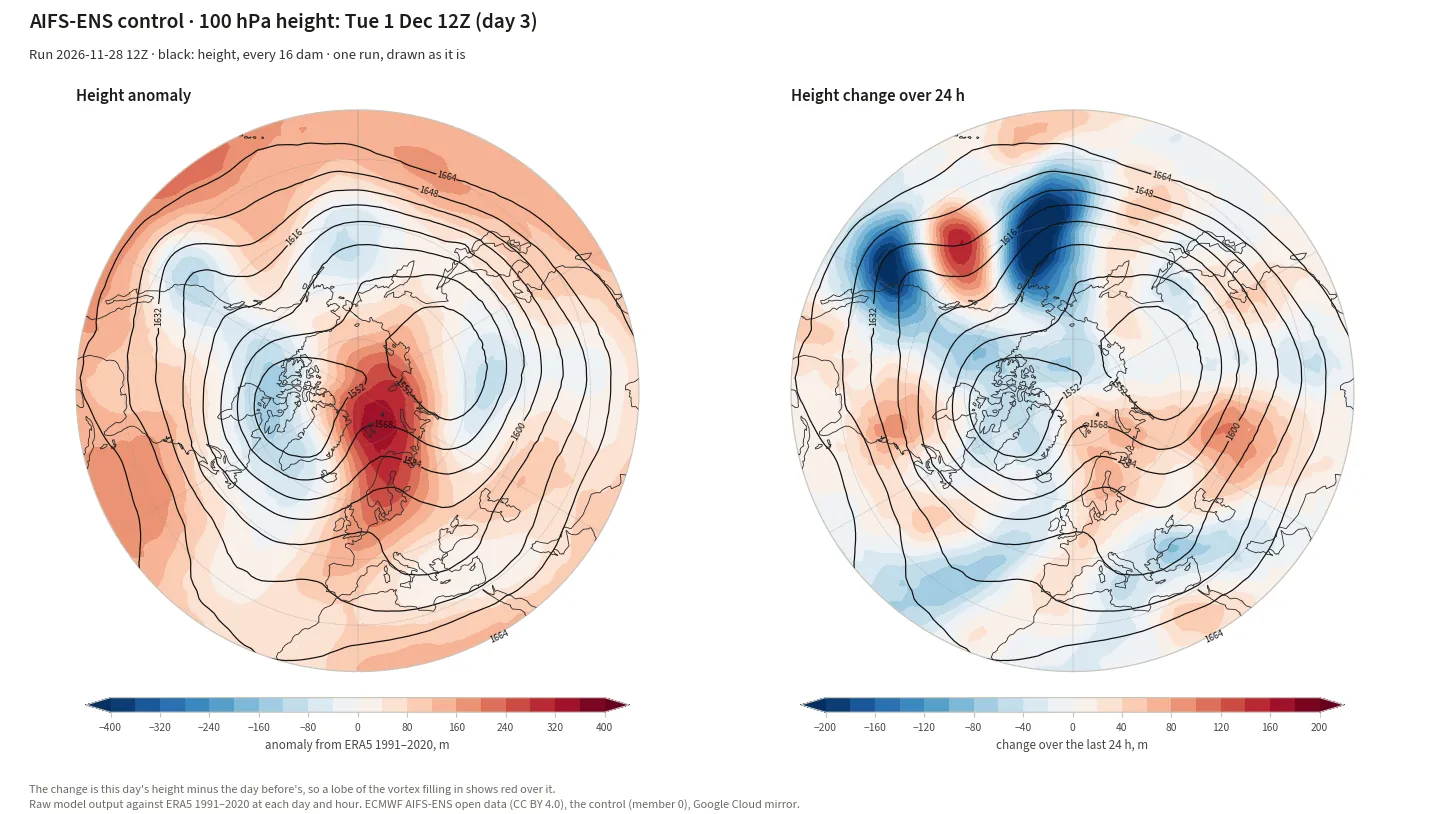 AIFS-ENS control · 100 hPa height: Tue 1 Dec 12Z (day 3)
Run 2026-11-28 12Z · black: height, every 16 dam · one run, drawn as it is
Height anomaly
Height change over 24 h
1664
1648
1616
1632
1552
1568
1600
1664
1664
1648
1616
1632
1552
1552
1568
1600
1664
−400 −320 −240 −160 −80 0 80 160 240 320 400
anomaly from ERA5 1991–2020, m
−200 −160 −120 −80 −40 0 40 80 120 160 200
change over the last 24 h, m
The change is this day's height minus the day before's, so a lobe of the vortex filling in shows red over it.
Raw model output against ERA5 1991–2020 at each day and hour. ECMWF AIFS-ENS open data (CC BY 4.0), the control (member 0), Google Cloud mirror.